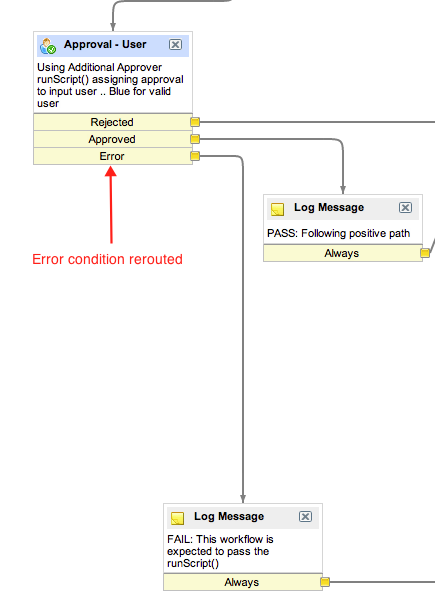 Approval - User
Using Additional Approver
runScript() assigning approval
to input user .. Blue for valid
user
Rejected
Approved
Error
Error condition rerouted
Log Message
PASS: Following positive path
Always
Log Message
FAIL: This workflow is
expected to pass the
runScript()
Always